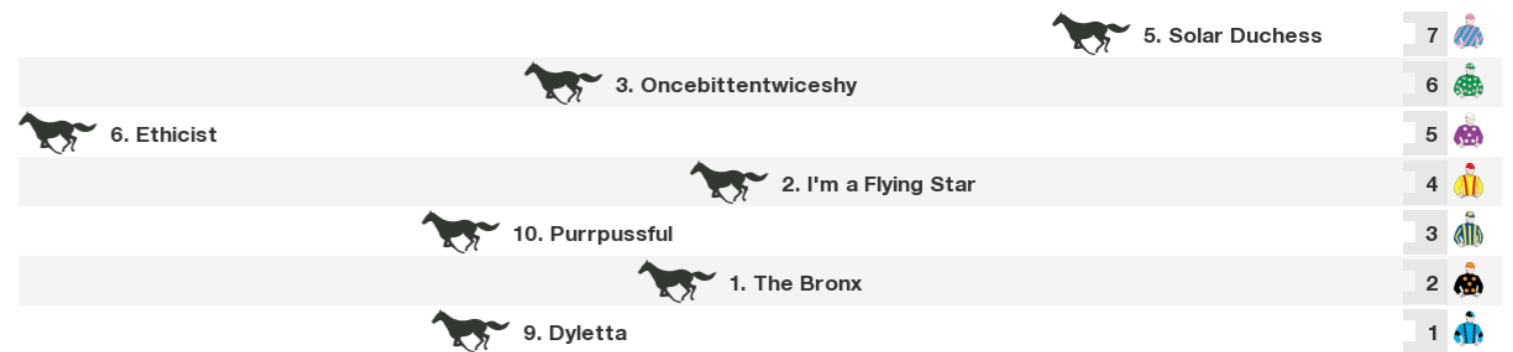 5. Solar Duchess 7
3. Oncebittentwiceshy 6
6. Ethicist 5
2. I'm a Flying Star 4
10. Purrpussful 3
1. The Bronx 2
9. Dyletta 1